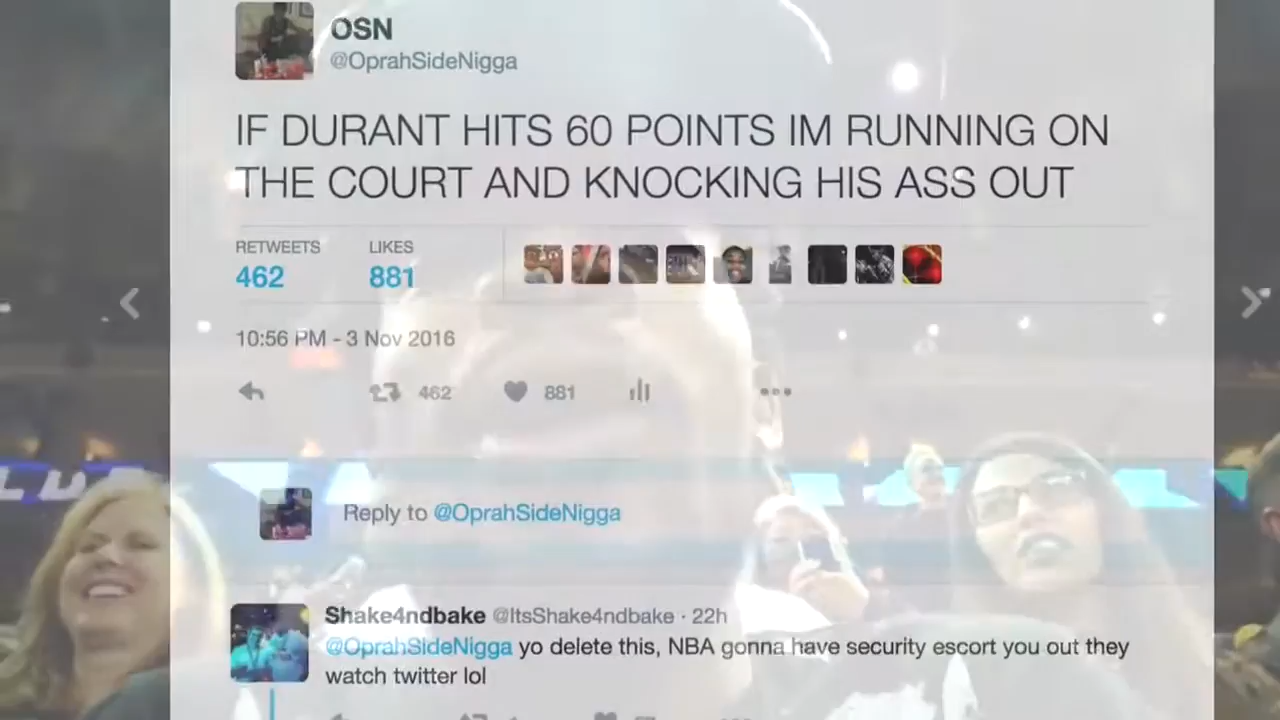 OSN
@OprahSideNigga
IF DURANT HITS 60 POINTS IM RUNNING ON
THE COURT AND KNOCKING HIS ASS OUT
RETWEETS LIKES
462 881
10:56 PM - 3 Nov 2016
462 881
Reply to @OprahSideNigga
Shake4ndbake @ItsShake4ndbake · 22h
@OprahSideNigga yo delete this, NBA gonna have security escort you out they
watch twitter lol